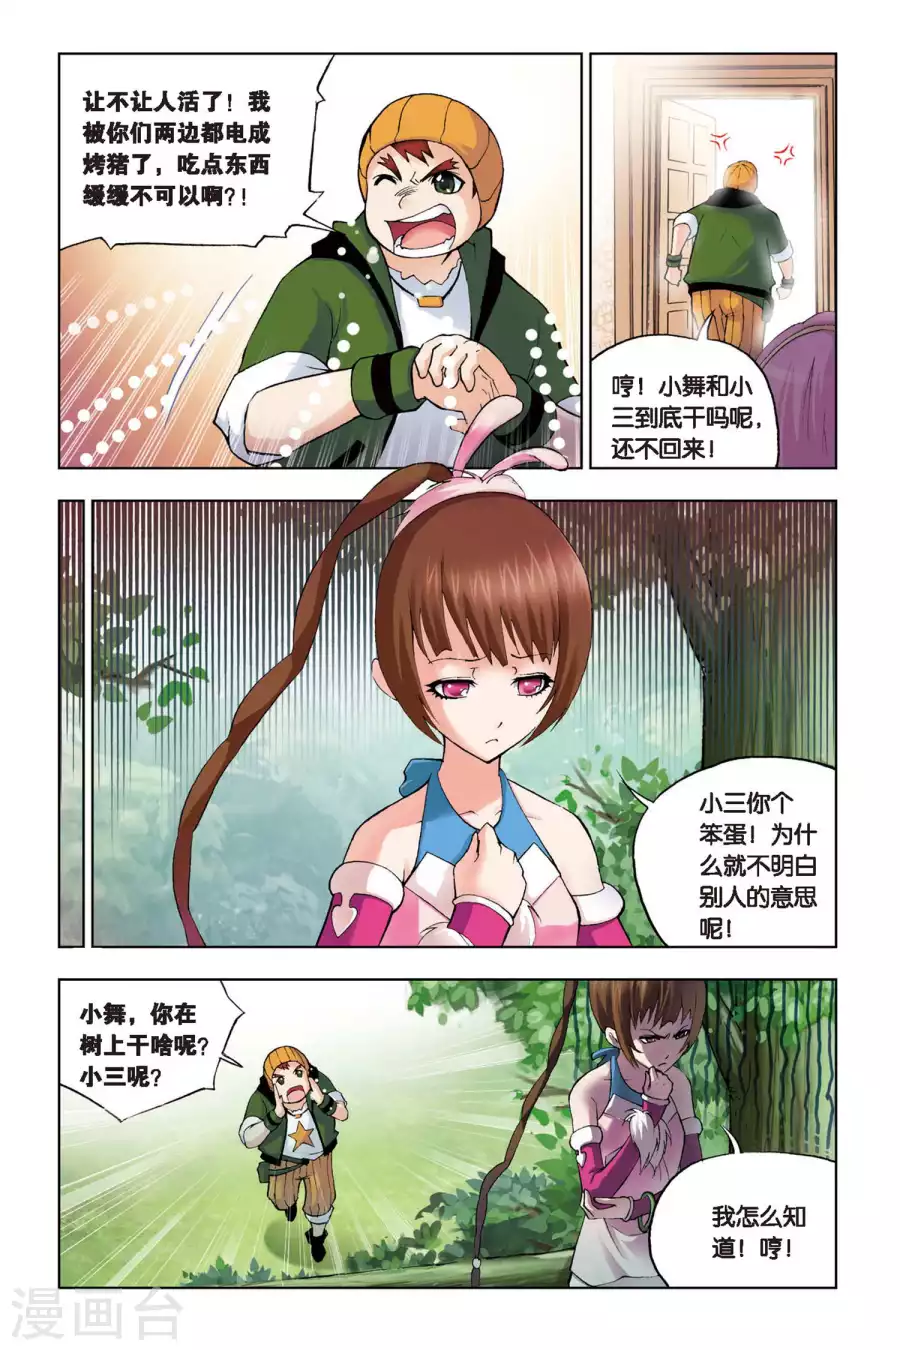 让不让人活了！我
被你们两边都电成
烤猪了，吃点东西
缓缓不可以啊？！
哼！小舞和小
三到底干吗呢，
还不回来！
小三你个
笨蛋！为什
么就不明白
别人的意思
呢！
小舞，你在
树上干啥呢？
小三呢？
我怎么知
道！哼！
漫画台